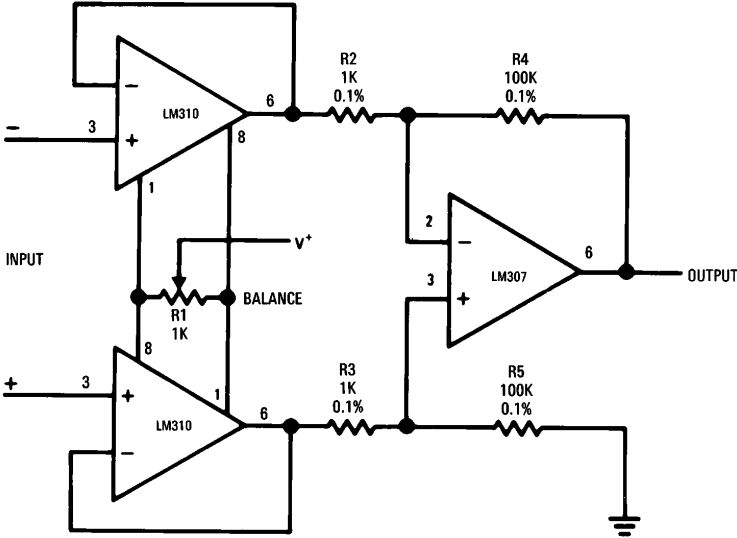 R2
1K
0.1%
R4
100K
0.1%
−
LM310
6
− 3
+
8
1
2
−
V+
6
INPUT
3
LM307
OUTPUT
+
BALANCE
R1
1K
8
R3
1K
0.1%
R5
100K
0.1%
+ 3
+
1
6
LM310
−